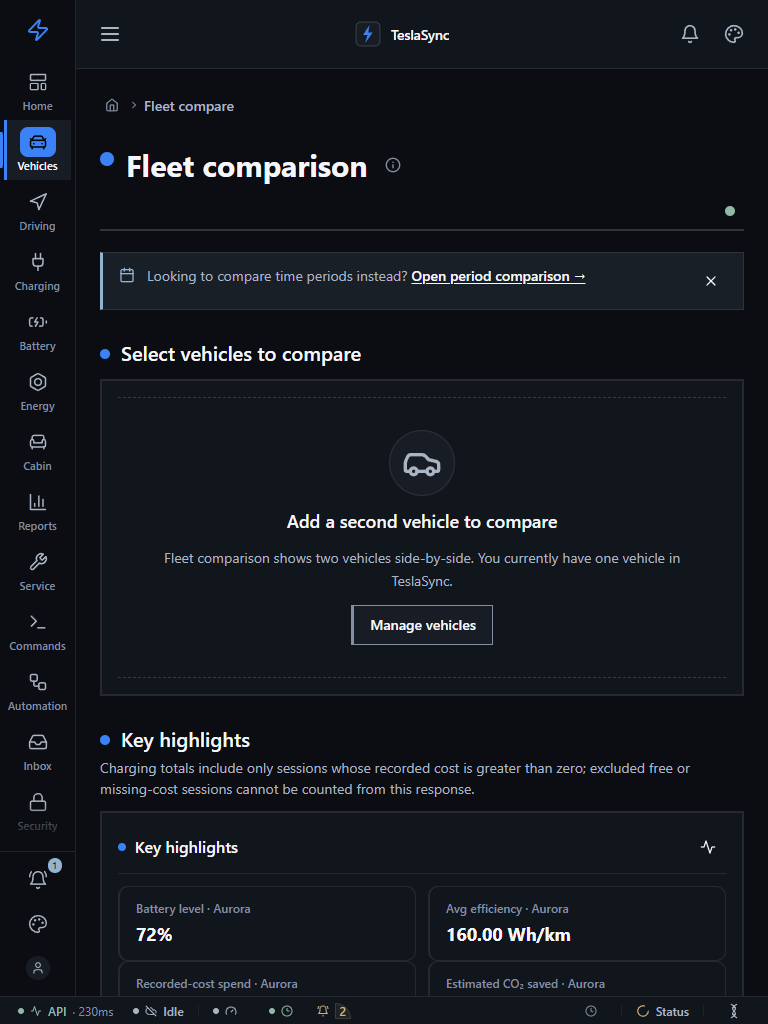 TeslaSync
Home
Vehicles
Driving
Charging
Battery
Energy
Cabin
Reports
Service
Commands
Automation
Inbox
Security
1
Fleet compare
Fleet comparison
Looking to compare time periods instead? Open period comparison →
Select vehicles to compare
Add a second vehicle to compare
Fleet comparison shows two vehicles side-by-side. You currently have one vehicle in
TeslaSync.
Manage vehicles
Key highlights
Charging totals include only sessions whose recorded cost is greater than zero; excluded free or
missing-cost sessions cannot be counted from this response.
Key highlights
Battery level · Aurora
72%
Avg efficiency · Aurora
160.00 Wh/km
Recorded-cost spend · Aurora
Estimated CO₂ saved · Aurora
API · 230ms
Idle
2
Status